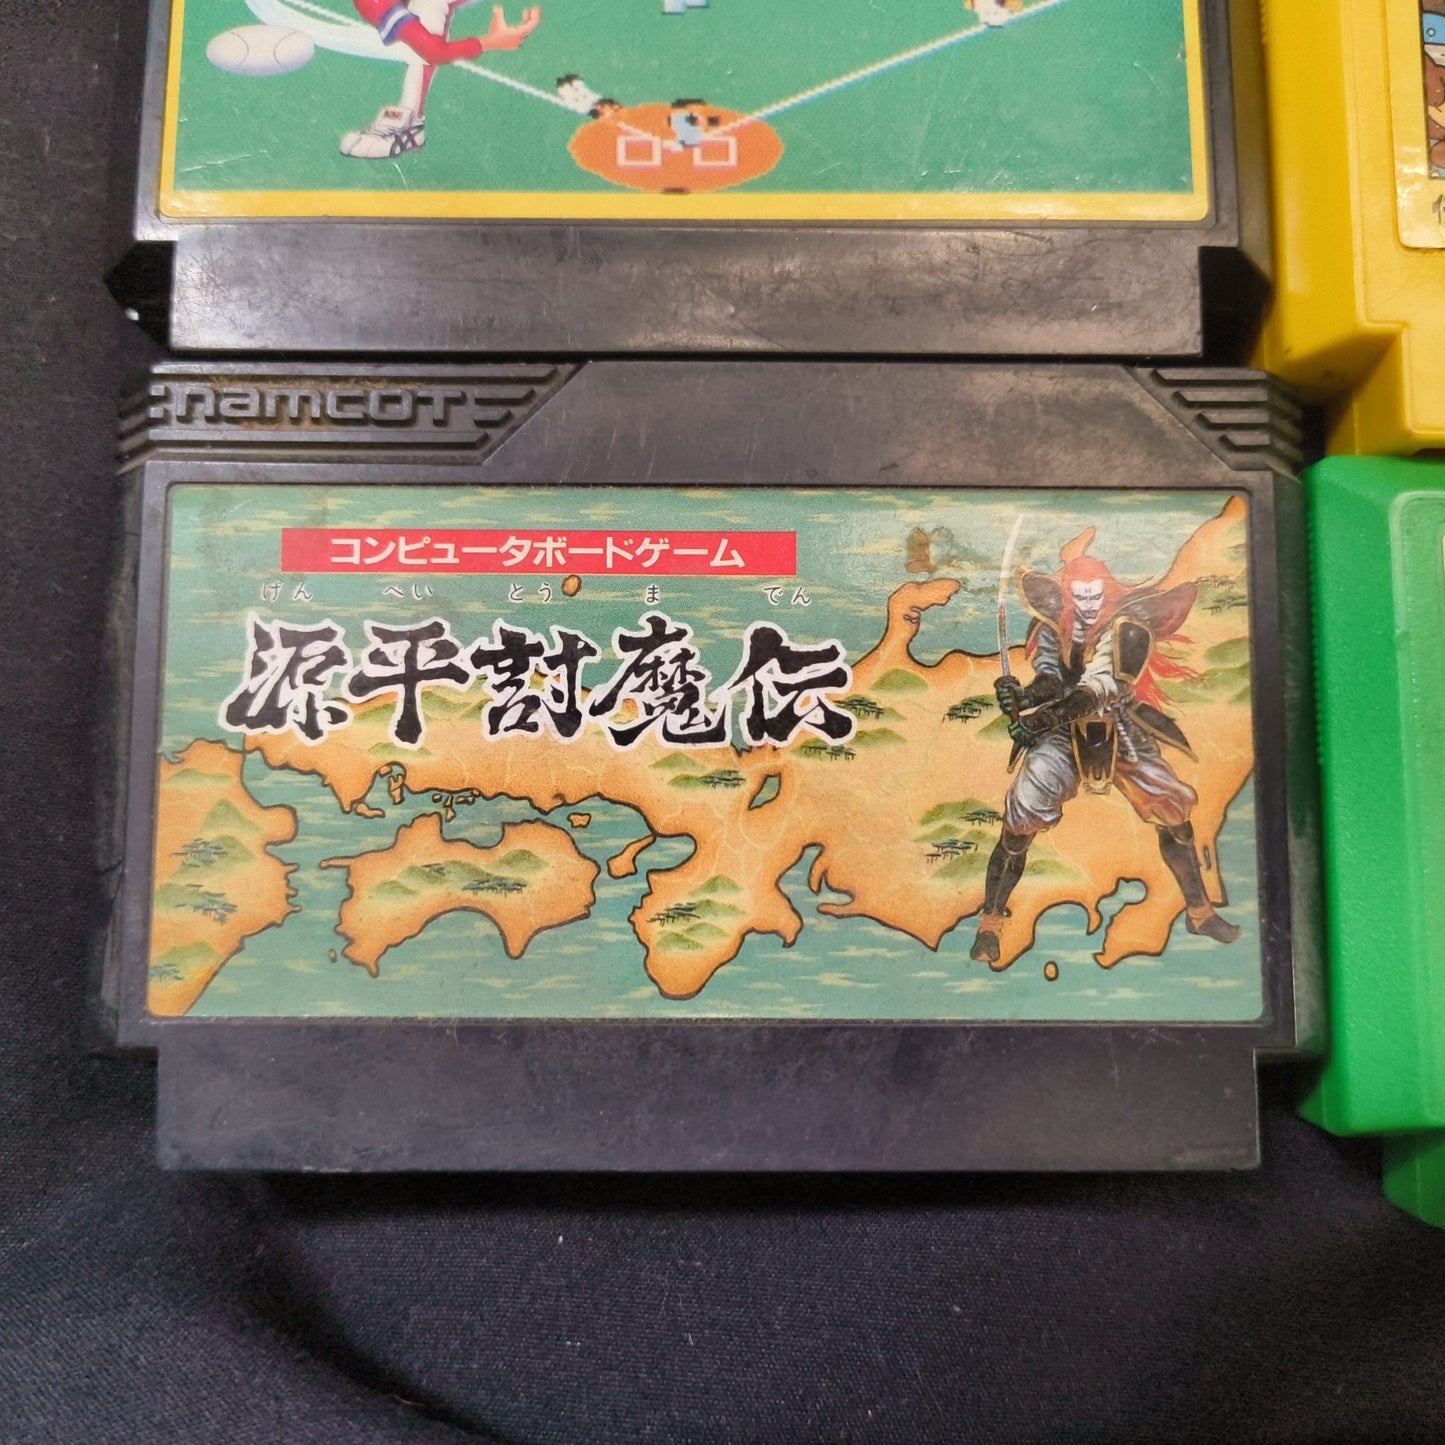 namcot
コンピュータボードゲーム
げん ぺい とう ま でん
源平討魔伝